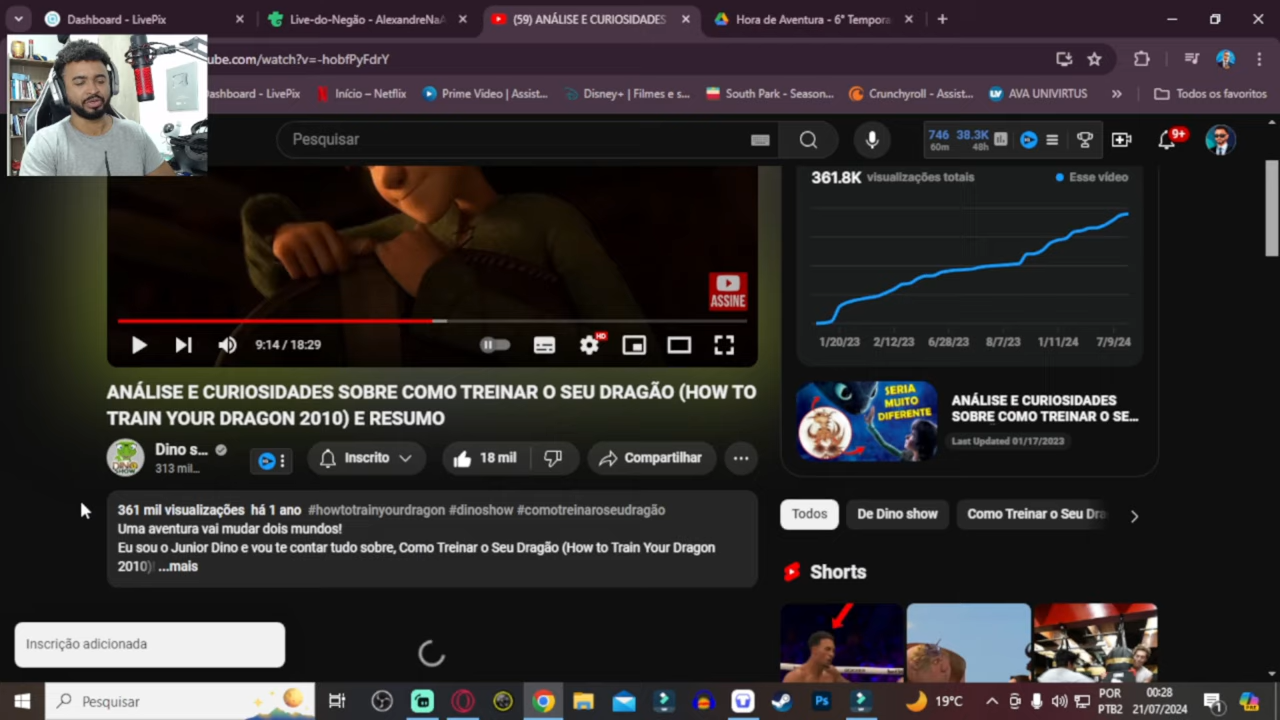 Dashboard - LivePix
Live-do-Negão - AlexandreNaA
(59) ANÁLISE E CURIOSIDADES
Hora de Aventura - 6° Tempora
ube.com/watch?v=-hobfPyFdrY
Dashboard - LivePix
Início – Netflix
Prime Video | Assist...
Disney+ | Filmes e s...
South Park - Season...
Crunchyroll - Assist...
AVA UNIVIRTUS
»
Todos os favoritos
Pesquisar
746 38.3K
60m 48h
9+
361.8K visualizações totais
Esse vídeo
1/20/23 2/12/23 6/28/23 8/7/23 1/11/24 7/9/24
ASSINE
9:14 / 18:29
HD
ANÁLISE E CURIOSIDADES SOBRE COMO TREINAR O SEU DRAGÃO (HOW TO
TRAIN YOUR DRAGON 2010) E RESUMO
SERIA
MUITO
DIFERENTE
ANÁLISE E CURIOSIDADES
SOBRE COMO TREINAR O SE...
Last Updated 01/17/2023
Dino s...
313 mil...
Inscrito
18 mil
Compartilhar
361 mil visualizações há 1 ano #howtotrainyourdragon #dinoshow #comotreinaroseudragão
Uma aventura vai mudar dois mundos!
Eu sou o Junior Dino e vou te contar tudo sobre, Como Treinar o Seu Dragão (How to Train Your Dragon
2010)! ...mais
Todos
De Dino show
Como Treinar o Seu Dra
Shorts
Inscrição adicionada
Pesquisar
19°C
POR
PTB2
00:28
21/07/2024